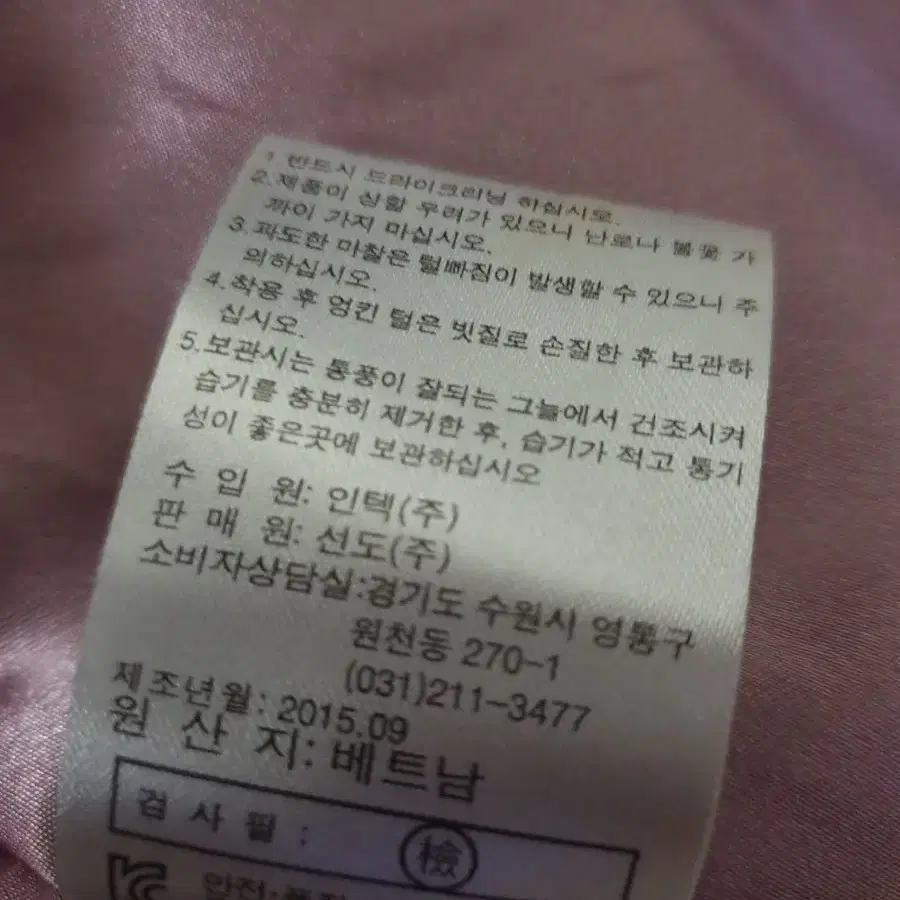 1. 반드시 드라이크리닝 하십시오.
2. 제품이 상할 우려가 있으니 난로나 불꽃 가
까이 가지 마십시오.
3. 과도한 마찰은 털빠짐이 발생할 수 있으니 주
의하십시오.
4. 착용 후 엉킨 털은 빗질로 손질한 후 보관하
십시오.
5. 보관시는 통풍이 잘되는 그늘에서 건조시켜
습기를 충분히 제거한 후, 습기가 적고 통기
성이 좋은곳에 보관하십시오
수 입 원: 인텍(주)
판 매 원: 선도(주)
소비자상담실:경기도 수원시 영통구
원천동 270-1
(031)211-3477
제조년월: 2015.09
원 산 지: 베트남
검 사 필 : 檢
안전·품질